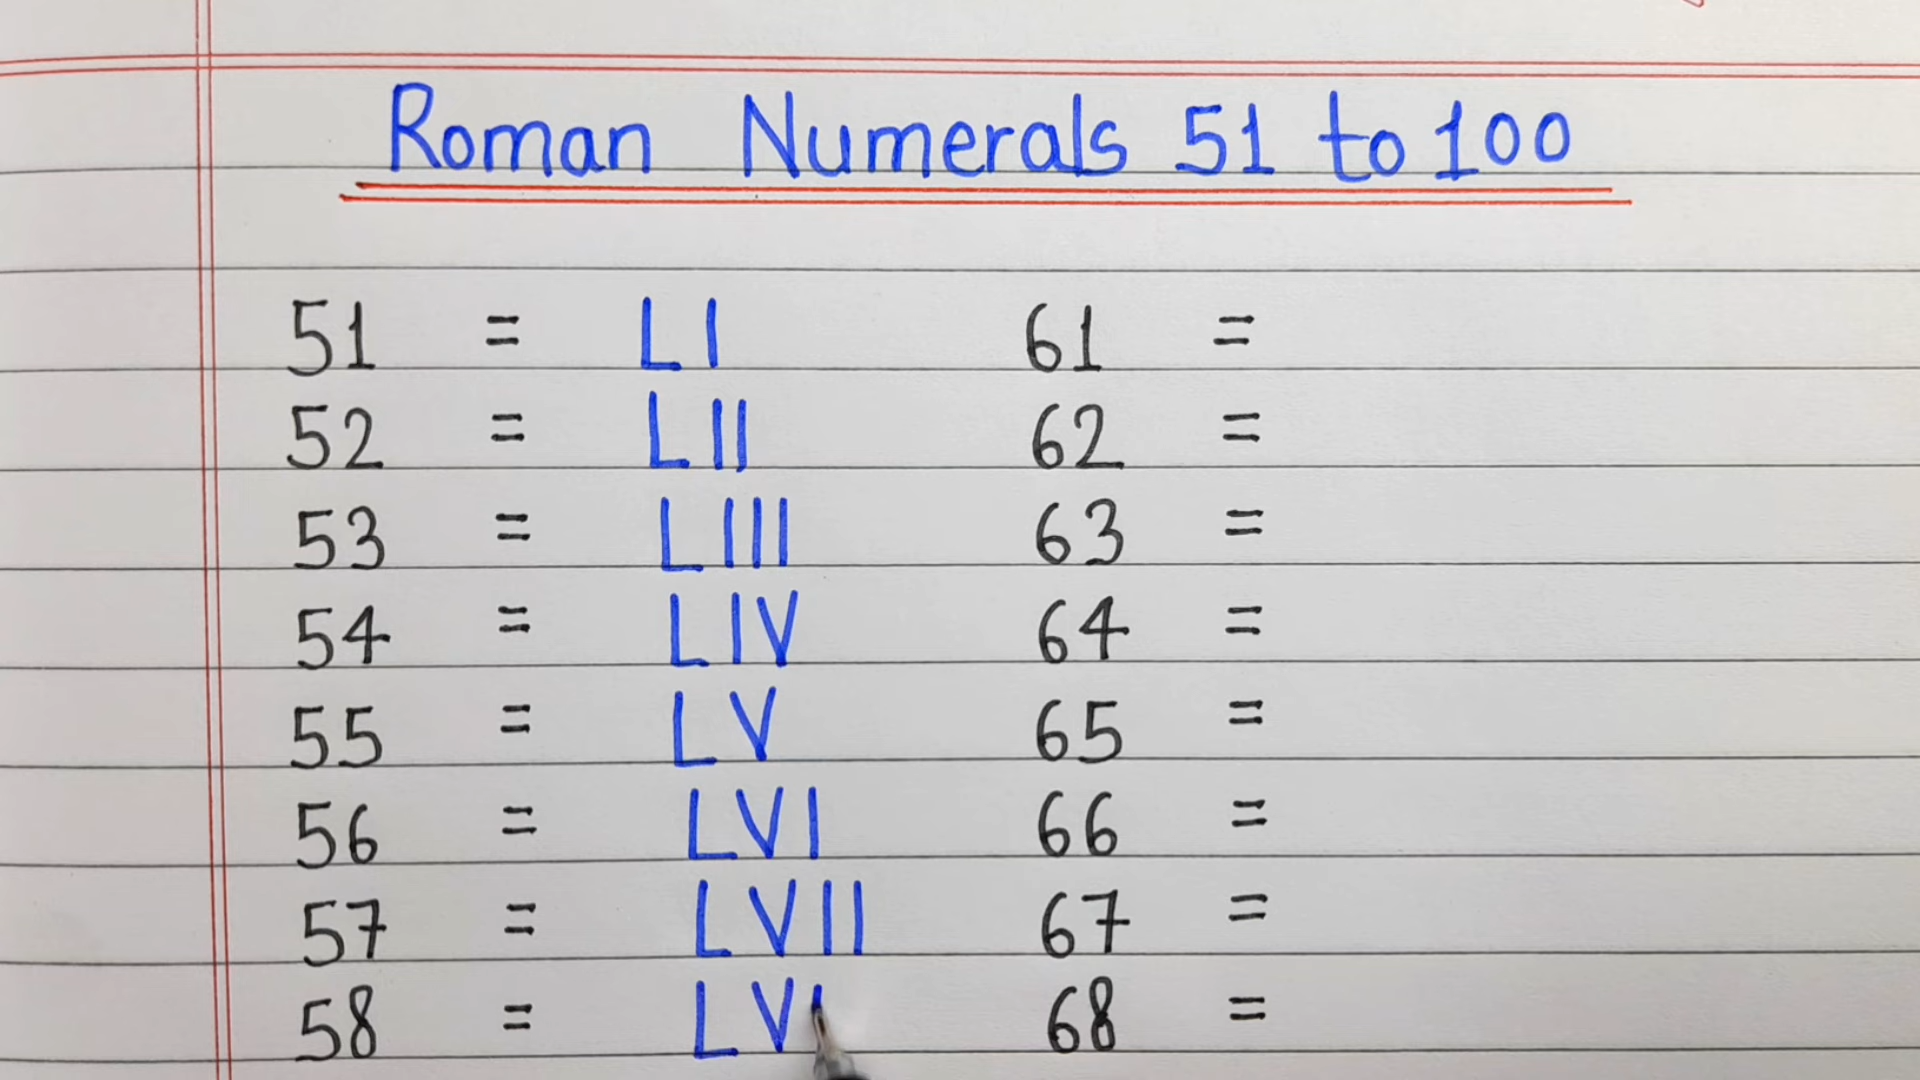 Roman Numerals 51 to 100
51 = LI 61 =
52 = LII 62 =
53 = LIII 63 =
54 = LIV 64 =
55 = LV 65 =
56 = LVI 66 =
57 = LVII 67 =
58 = LVI 68 =